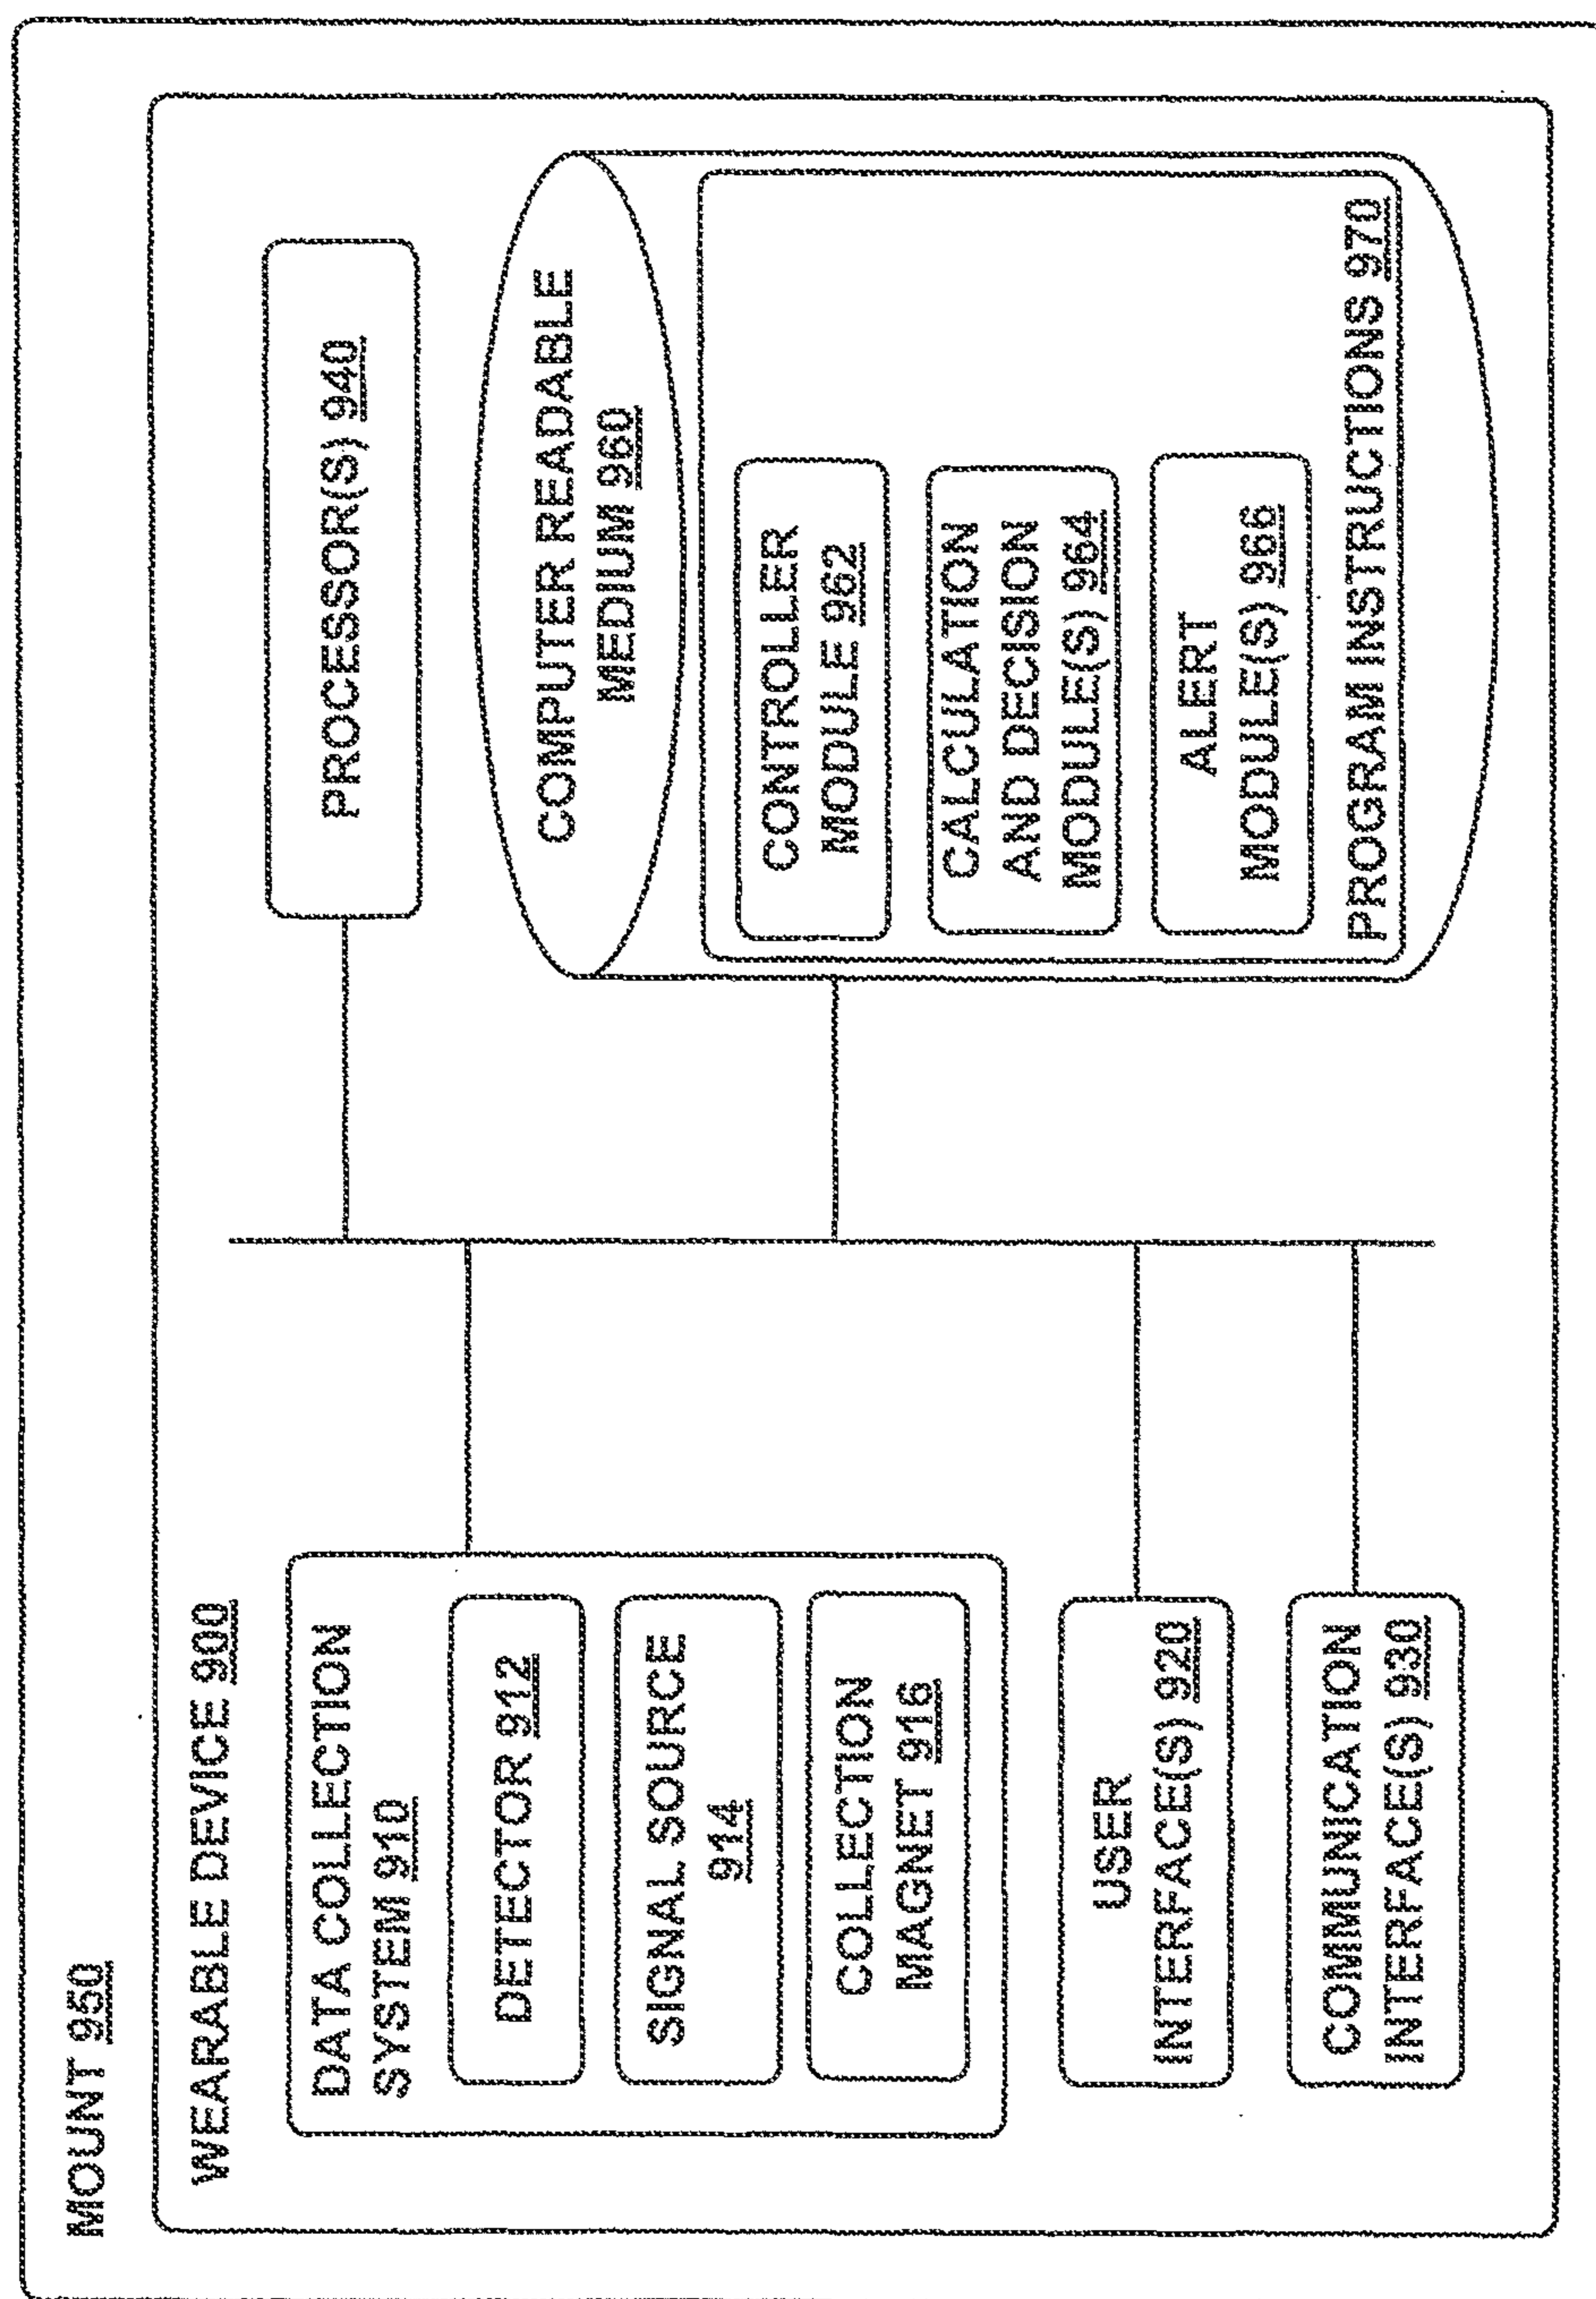 MOUNT 950
WEARABLE DEVICE 900
DATA COLLECTION
SYSTEM 910
DETECTOR 912
SIGNAL SOURCE
914
COLLECTION
MAGNET 916
USER
INTERFACE(S) 920
COMMUNICATION
INTERFACE(S) 930
PROCESSOR(S) 940
COMPUTER READABLE
MEDIUM 960
CONTROLLER
MODULE 962
CALCULATION
AND DECISION
MODULE(S) 964
ALERT
MODULE(S) 966
PROGRAM INSTRUCTIONS 970